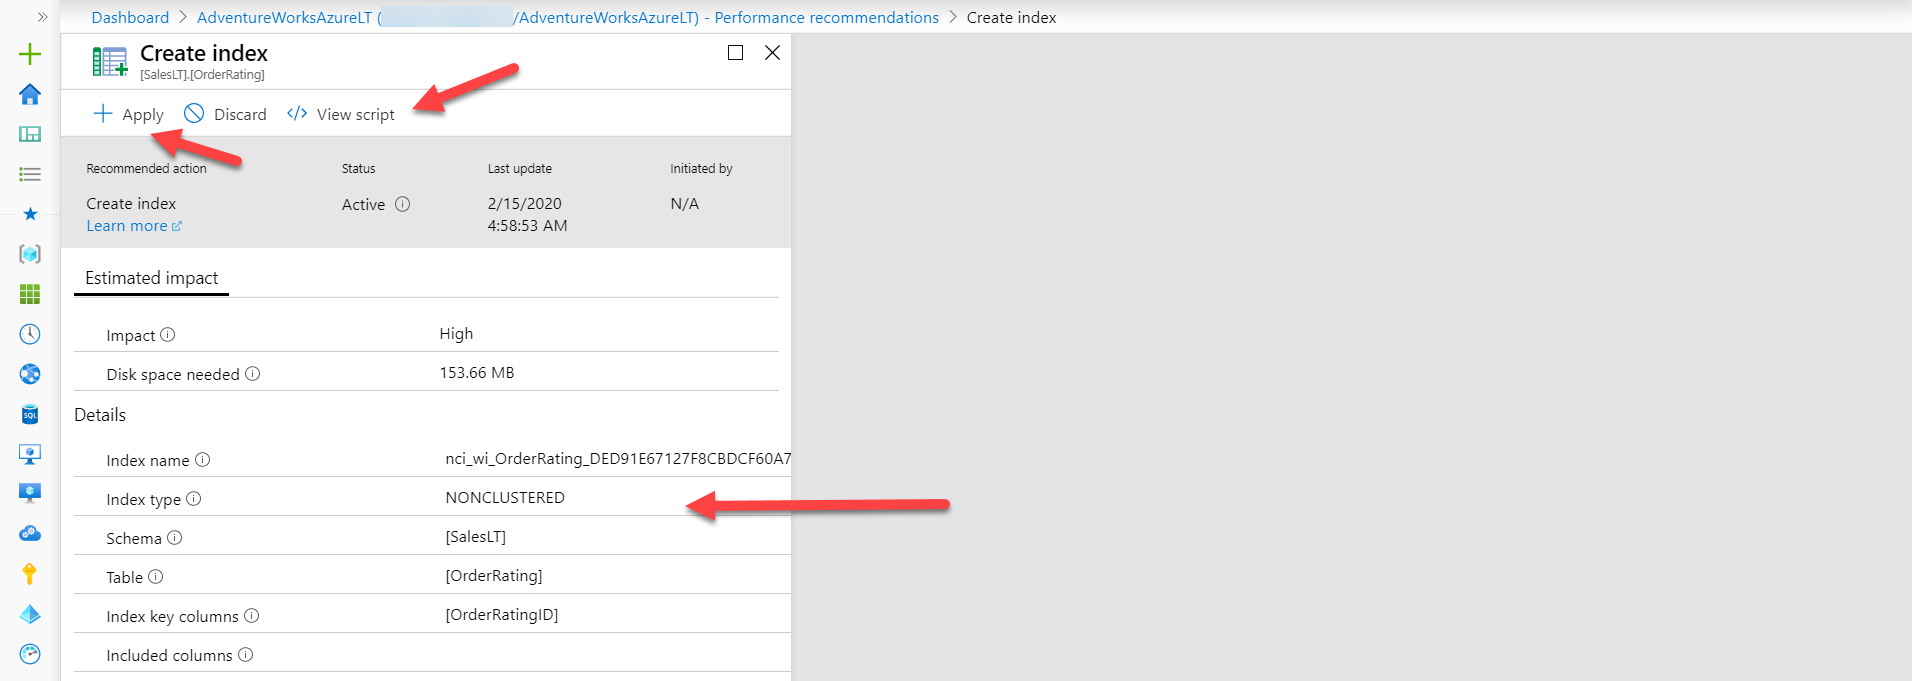 Dashboard > AdventureWorksAzureLT ( /AdventureWorksAzureLT) - Performance recommendations > Create index
Create index
[SalesLT].[OrderRating]
Apply Discard </> View script
Recommended action Status Last update Initiated by
Create index Active 2/15/2020 N/A
Learn more 4:58:53 AM
Estimated impact
Impact High
Disk space needed 153.66 MB
Details
Index name nci_wi_OrderRating_DED91E67127F8CBDCF60A7
Index type NONCLUSTERED
Schema [SalesLT]
Table [OrderRating]
Index key columns [OrderRatingID]
Included columns
SQL